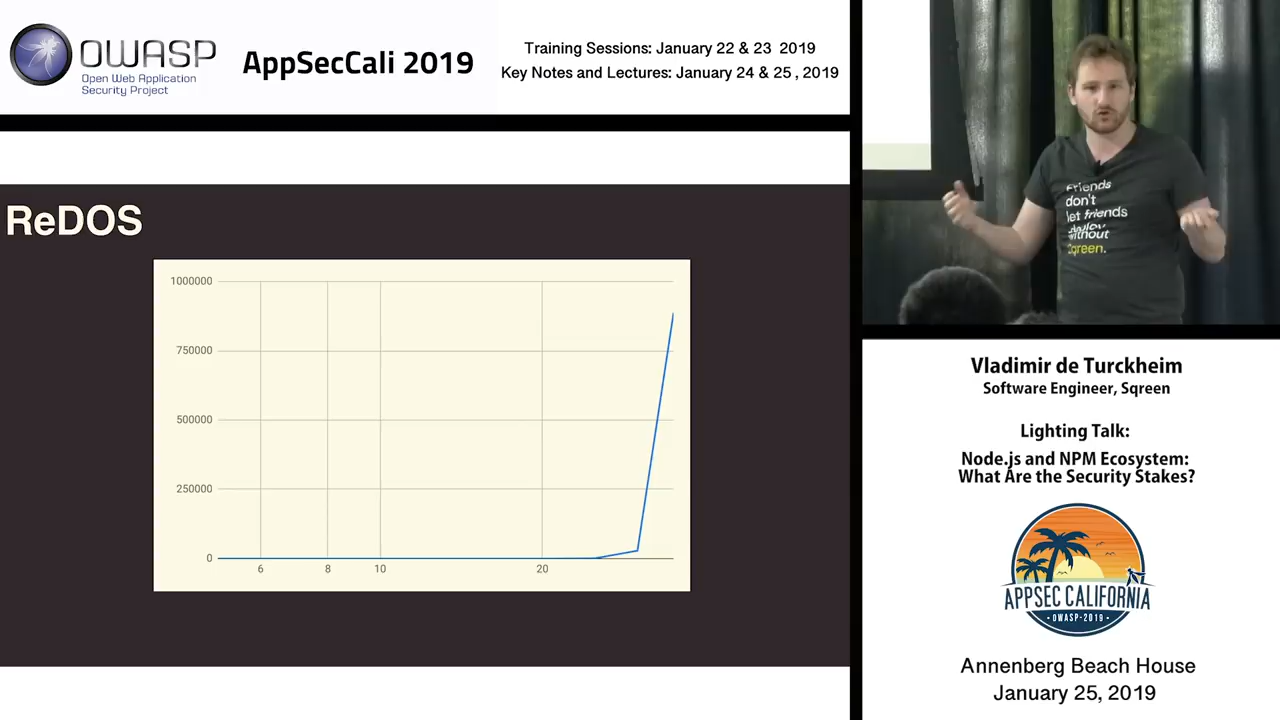 OWASP
Open Web Application
Security Project
AppSecCali 2019
Training Sessions: January 22 & 23 2019
Key Notes and Lectures: January 24 & 25 , 2019
ReDOS
1000000
750000
500000
250000
0
6
8
10
20
Friends
don't
let friends
deploy
without
Sqreen.
Vladimir de Turckheim
Software Engineer, Sqreen
Lighting Talk:
Node.js and NPM Ecosystem:
What Are the Security Stakes?
APPSEC CALIFORNIA
• OWASP-2019 •
Annenberg Beach House
January 25, 2019